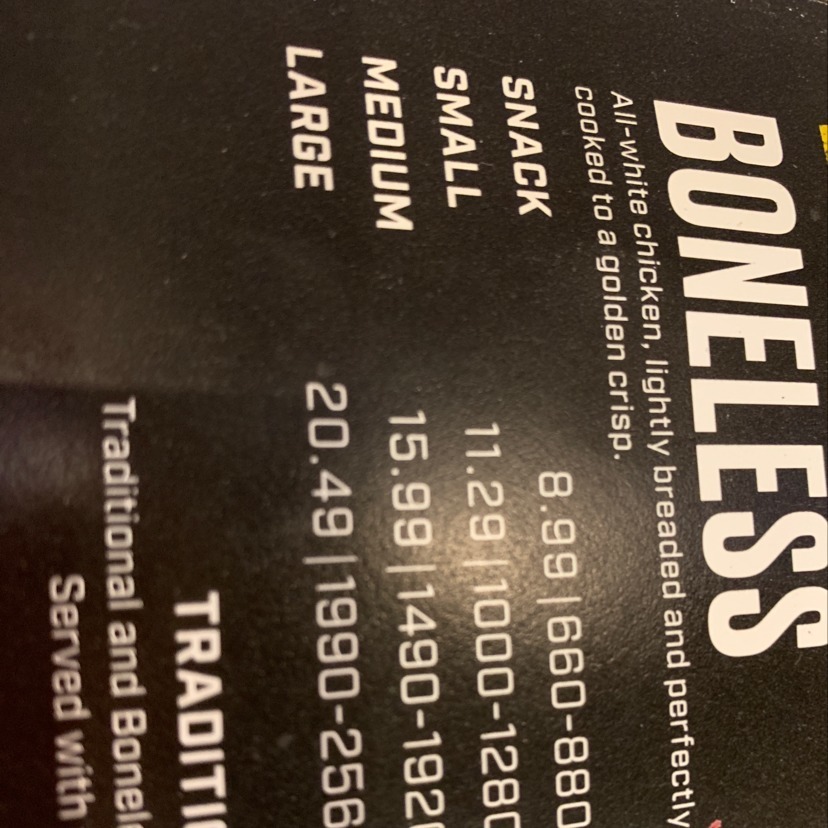 BONELESS
All-white chicken, lightly breaded and perfectly
cooked to a golden crisp.
SNACK 8.99 | 660-880
SMALL 11.29 | 1000-1280
MEDIUM 15.99 | 1490-192
LARGE 20.49 | 1990-256
TRADITI
Traditional and Bonel
Served with